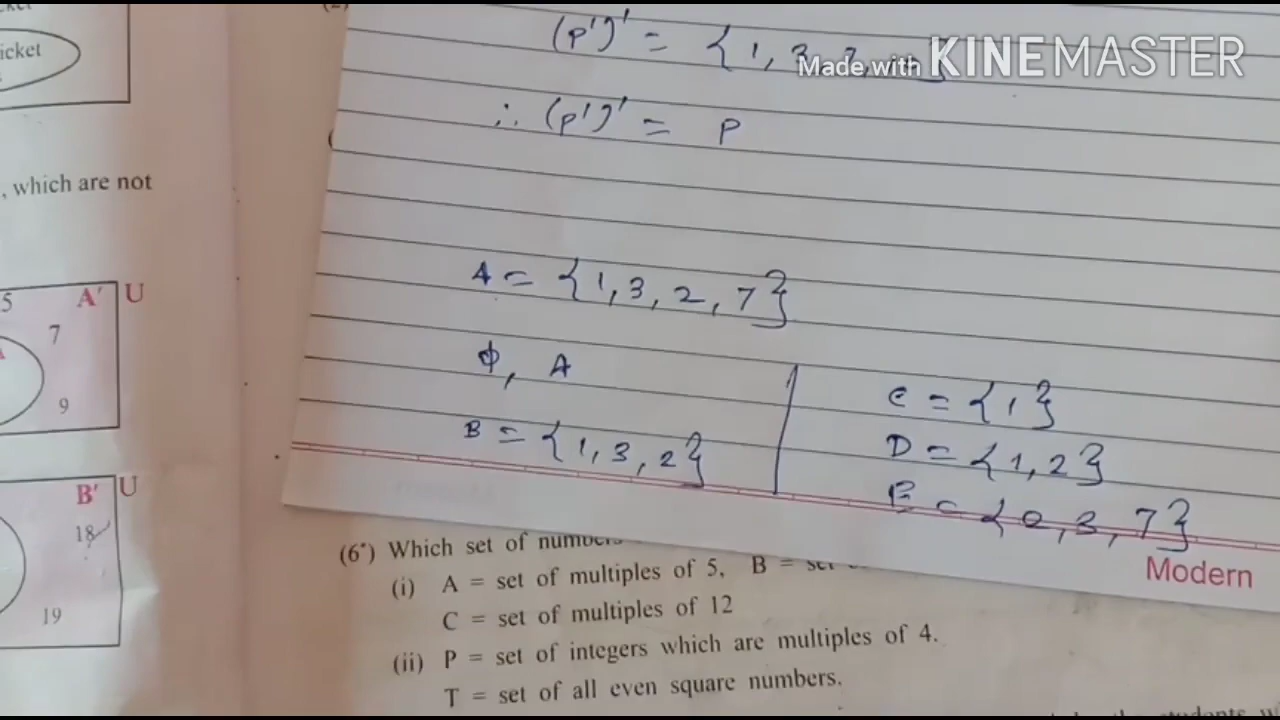 icket
, which are not
5 A' U
7
9
B' U
18
19
(p')' = { 1, 3, 2,
Made with KINEMASTER
∴ (p')' = P
A = { 1, 3, 2, 7 }
ϕ, A
B = { 1, 3, 2 }
C = { 1 }
D = { 1, 2 }
E = { 2, 3, 7 }
Modern
(6*) Which set of numbers
(i) A = set of multiples of 5, B = set
C = set of multiples of 12
(ii) P = set of integers which are multiples of 4.
T = set of all even square numbers.